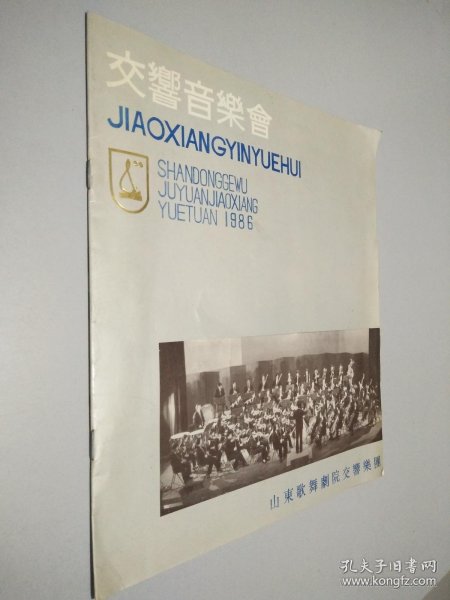 交響音樂會
JIAOXIANGYINYUEHUI
SHANDONGGEWU
JUYUANJIAOXIANG
YUETUAN 1986
山東歌舞劇院交響樂團
孔夫子旧书网
www.kongfz.com